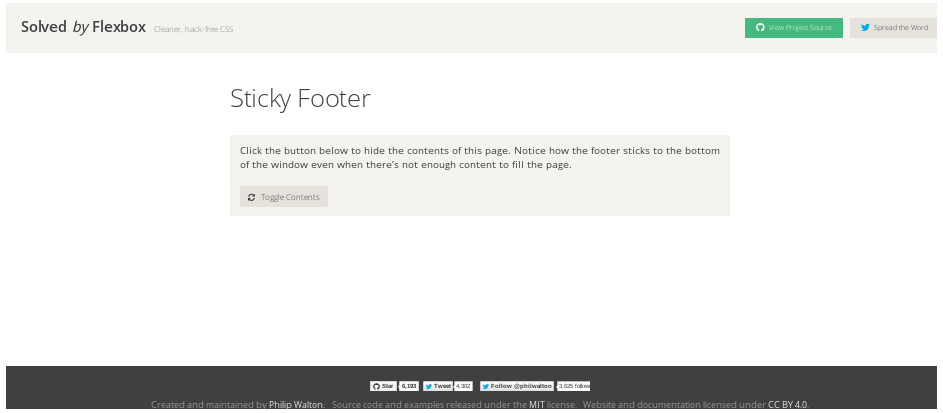 Solved by Flexbox Cleaner, hack-free CSS View Project Source Spread the Word
Sticky Footer
Click the button below to hide the contents of this page. Notice how the footer sticks to the bottom
of the window even when there's not enough content to fill the page.
Toggle Contents
Star 6,193 Tweet 4,302 Follow @philwalton 3,625 follow
Created and maintained by Philip Walton. Source code and examples released under the MIT license. Website and documentation licensed under CC BY 4.0.